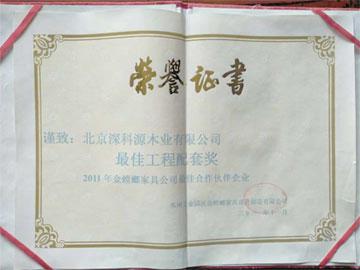 荣誉证书
谨致：北京深科源木业有限公司
最佳工程配套奖
2011年金螳螂家具公司最佳合作伙伴企业